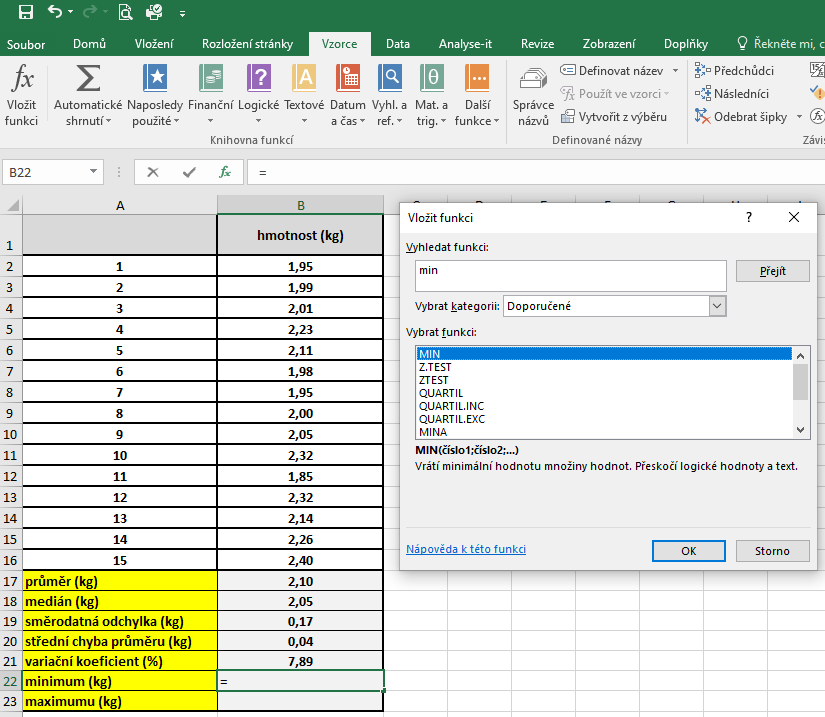 Soubor Domů Vložení Rozložení stránky Vzorce Data Analyse-it Revize Zobrazení Doplňky Řekněte mi, c
fx Σ ? A θ
Vložit funkci
Automatické shrnutí
Naposledy použité
Finanční
Logické
Textové
Datum a čas
Vyhl. a ref.
Mat. a trig.
Další funkce
Knihovna funkcí
Správce názvů
Definovat název
Použít ve vzorci
Vytvořit z výběru
Definované názvy
Předchůdci
Následníci
Odebrat šipky
Závis
B22 fx =
A B
1 hmotnost (kg)
2 1 1,95
3 2 1,99
4 3 2,01
5 4 2,23
6 5 2,11
7 6 1,98
8 7 1,95
9 8 2,00
10 9 2,05
11 10 2,32
12 11 1,85
13 12 2,32
14 13 2,14
15 14 2,26
16 15 2,40
17 průměr (kg) 2,10
18 medián (kg) 2,05
19 směrodatná odchylka (kg) 0,17
20 střední chyba průměru (kg) 0,04
21 variační koeficient (%) 7,89
22 minimum (kg) =
23 maximumu (kg)
Vložit funkci ?
Vyhledat funkci:
min
Přejít
Vybrat kategorii: Doporučené
Vybrat funkci:
MIN
Z.TEST
ZTEST
QUARTIL
QUARTIL.INC
QUARTIL.EXC
MINA
MIN(číslo1;číslo2;...)
Vrátí minimální hodnotu množiny hodnot. Přeskočí logické hodnoty a text.
Nápověda k této funkci
OK
Storno